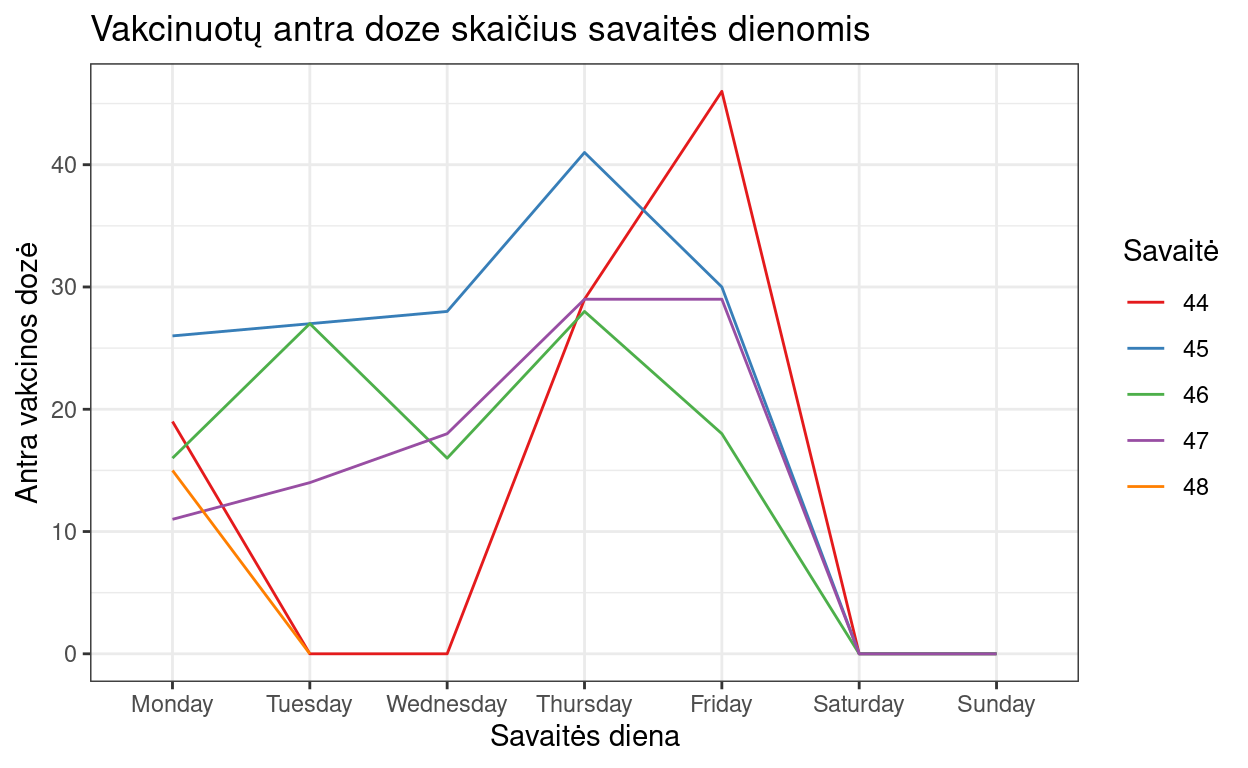 Vakcinuotų antra doze skaičius savaitės dienomis
Antra vakcinos dozė
40
30
20
10
0
Monday Tuesday Wednesday Thursday Friday Saturday Sunday
Savaitės diena
Savaitė
44
45
46
47
48